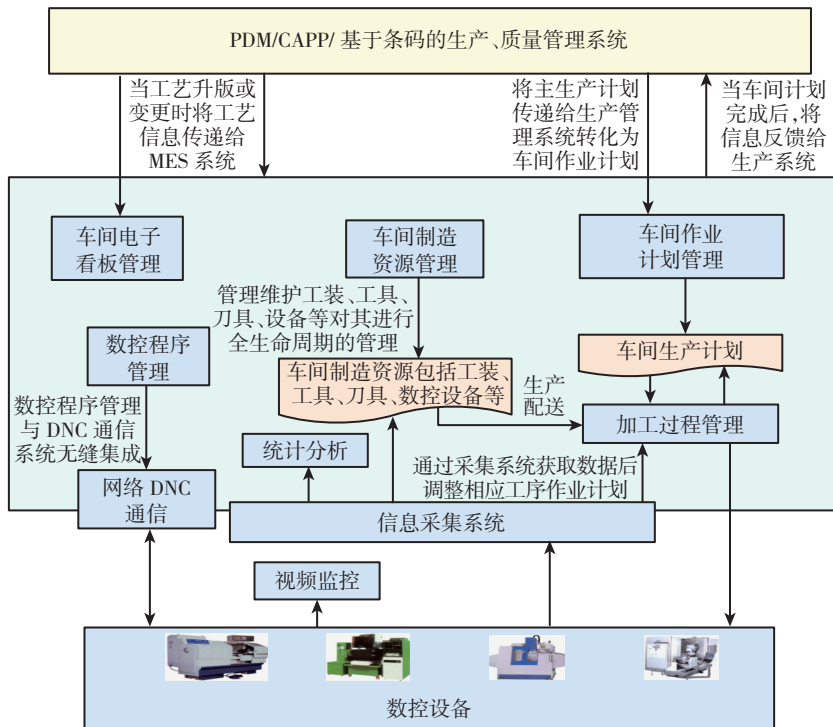 PDM/CAPP/ 基于条码的生产、质量管理系统
当工艺升版或
变更时将工艺
信息传递给
MES 系统
将主生产计划
传递给生产管
理系统转化为
车间作业计划
当车间计划
完成后,将
信息反馈给
生产系统
车间电子
看板管理
车间制造
资源管理
车间作业
计划管理
管理维护工装、工具、
刀具、设备等对其进行
全生命周期的管理
数控程序
管理
车间生产计划
车间制造资源包括工装、
工具、刀具、数控设备等
生产
配送
加工过程管理
数控程序管理
与 DNC 通信
系统无缝集成
统计分析
通过采集系统获取数据后
调整相应工序作业计划
网络 DNC
通信
信息采集系统
视频监控
数控设备